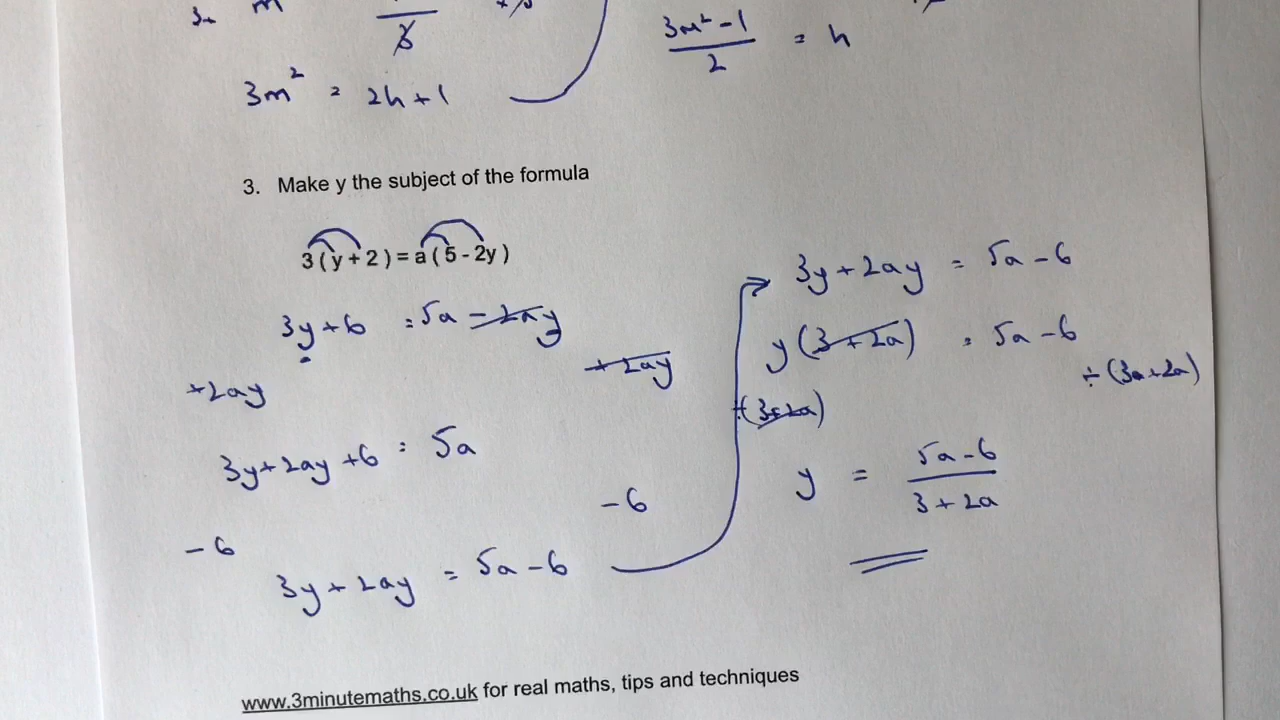 3 m
3
3m² = 2h + 1
3m² - 1
2
= h
3. Make y the subject of the formula
3 ( y + 2 ) = a ( 5 - 2y )
3y + 6 = 5a - 2ay
+2ay
+ 2ay
3y + 2ay + 6 = 5a
- 6
- 6
3y + 2ay = 5a - 6
3y + 2ay = 5a - 6
y (3 + 2a) = 5a - 6
÷ (3+2a)
÷ (3a+2a)
y = 5a - 6
3 + 2a
www.3minutemaths.co.uk for real maths, tips and techniques